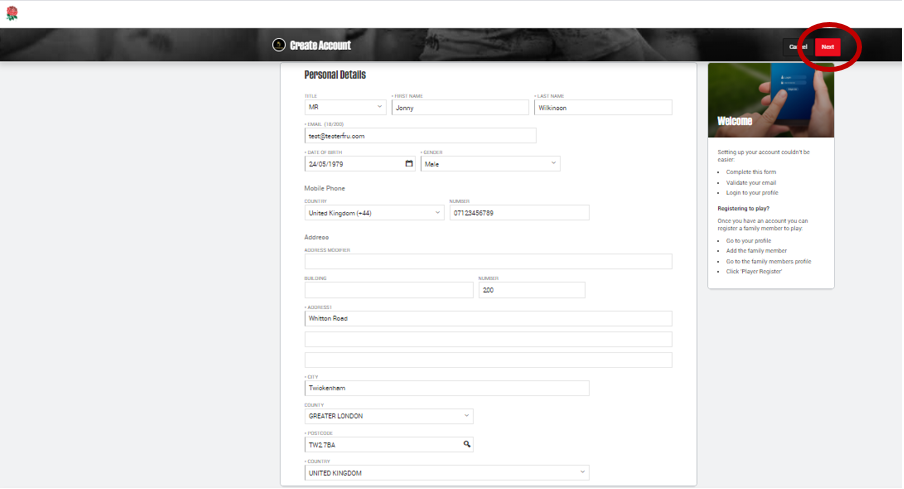 Create Account
Cancel Next
Personal Details
TITLE • FIRST NAME • LAST NAME
MR Jonny Wilkinson
• EMAIL (18/200)
test@testerfru.com
• DATE OF BIRTH • GENDER
24/05/1979 Male
Mobile Phone
COUNTRY NUMBER
United Kingdom (+44) 07123456789
Address
ADDRESS MODIFIER
BUILDING NUMBER
200
• ADDRESS1
Whitton Road
• CITY
Twickenham
COUNTY
GREATER LONDON
• POSTCODE
TW2 7BA
• COUNTRY
UNITED KINGDOM
Welcome
Setting up your account couldn't be
easier:
• Complete this form
• Validate your email
• Login to your profile
Registering to play?
Once you have an account you can
register a family member to play
• Go to your profile
• Add the family member
• Go to the family members profile
• Click 'Player Register'